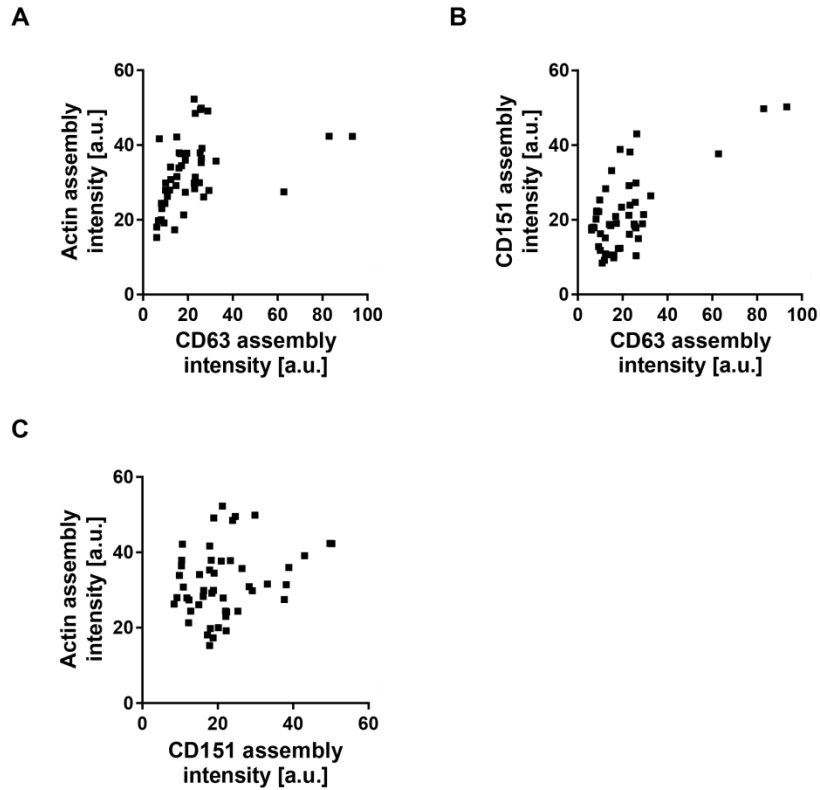 A
60
40
20
0
Actin assembly
intensity [a.u.]
0 20 40 60 80 100
CD63 assembly
intensity [a.u.]
B
60
40
20
0
CD151 assembly
intensity [a.u.]
0 20 40 60 80 100
CD63 assembly
intensity [a.u.]
C
60
40
20
0
Actin assembly
intensity [a.u.]
0 20 40 60
CD151 assembly
intensity [a.u.]